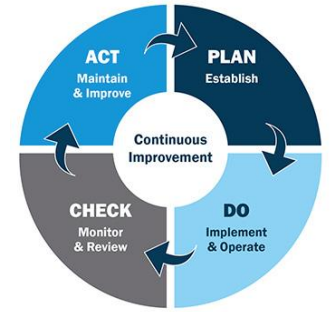 ACT
Maintain
& Improve
PLAN
Establish
Continuous
Improvement
CHECK
Monitor
& Review
DO
Implement
& Operate